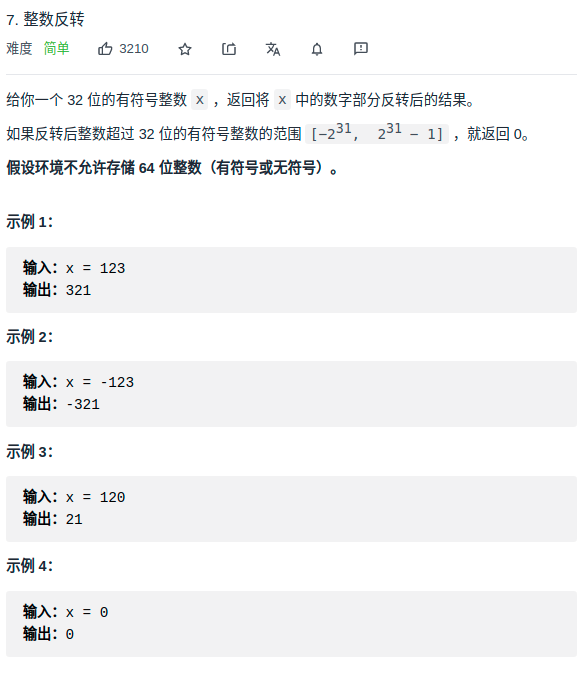 7. 整数反转
难度 简单 3210
给你一个 32 位的有符号整数 x ，返回将 x 中的数字部分反转后的结果。
如果反转后整数超过 32 位的有符号整数的范围 [−2^31, 2^31 − 1] ，就返回 0。
假设环境不允许存储 64 位整数（有符号或无符号）。
示例 1：
输入：x = 123
输出：321
示例 2：
输入：x = -123
输出：-321
示例 3：
输入：x = 120
输出：21
示例 4：
输入：x = 0
输出：0